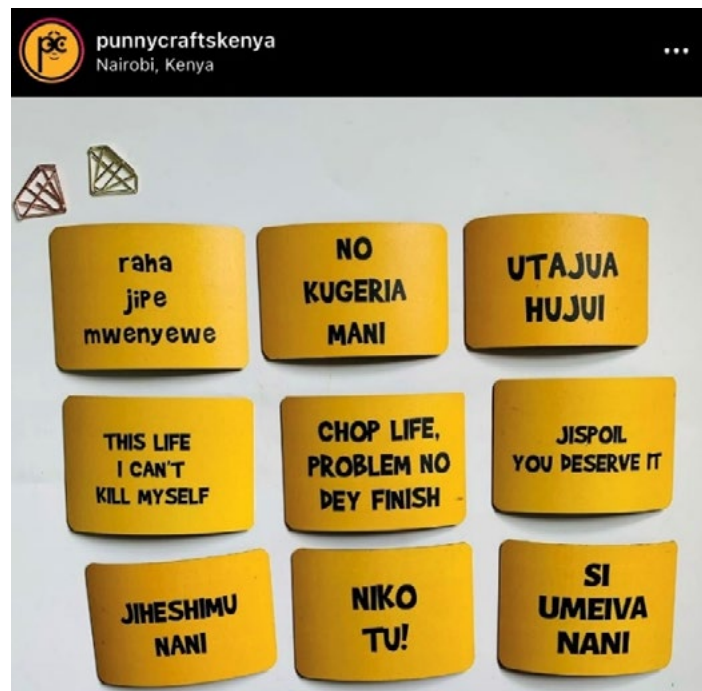 pc
punnycraftskenya
Nairobi, Kenya
raha
jipe
mwenyewe
NO
KUGERIA
MANI
UTAJUA
HUJUI
THIS LIFE
I CAN'T
KILL MYSELF
CHOP LIFE,
PROBLEM NO
DEY FINISH
JISPOIL
YOU DESERVE IT
JIHESHIMU
NANI
NIKO
TU!
SI
UMEIVA
NANI